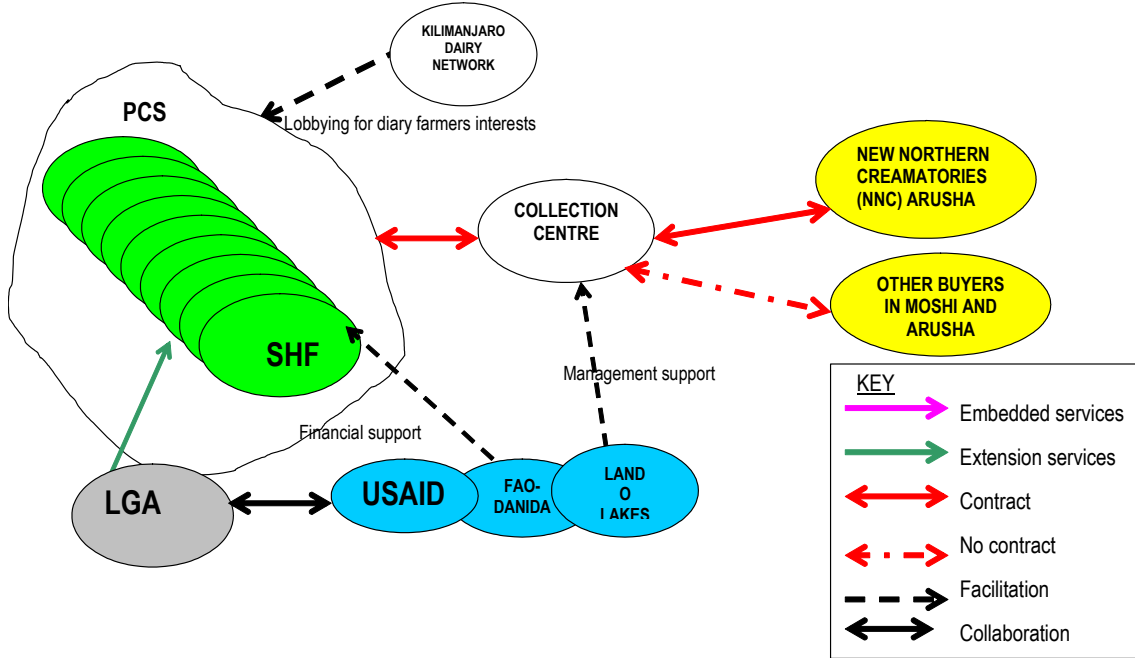 KILIMANJARO
DAIRY
NETWORK
PCS
Lobbying for diary farmers interests
NEW NORTHERN
CREAMATORIES
(NNC) ARUSHA
COLLECTION
CENTRE
OTHER BUYERS
IN MOSHI AND
ARUSHA
SHF
Management support
Financial support
LGA
USAID
FAO-
DANIDA
LAND
O
LAKES
KEY
Embedded services
Extension services
Contract
No contract
Facilitation
Collaboration